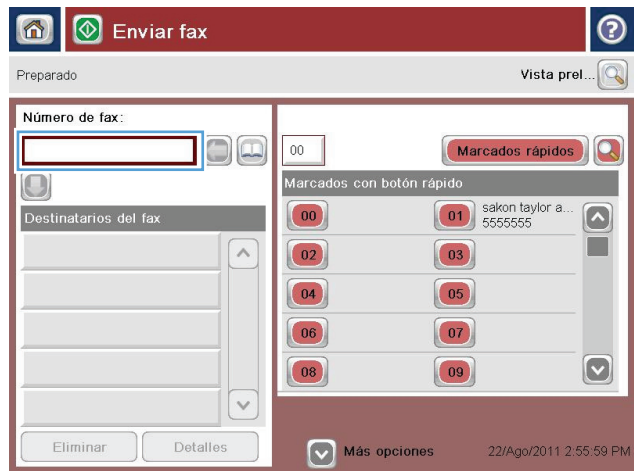 Enviar fax
?
Preparado
Vista prel...
Número de fax:
00
Marcados rápidos
Marcados con botón rápido
Destinatarios del fax
00
01 sakon taylor a...
5555555
02
03
04
05
06
07
08
09
Eliminar
Detalles
Más opciones
22/Ago/2011 2:55:59 PM